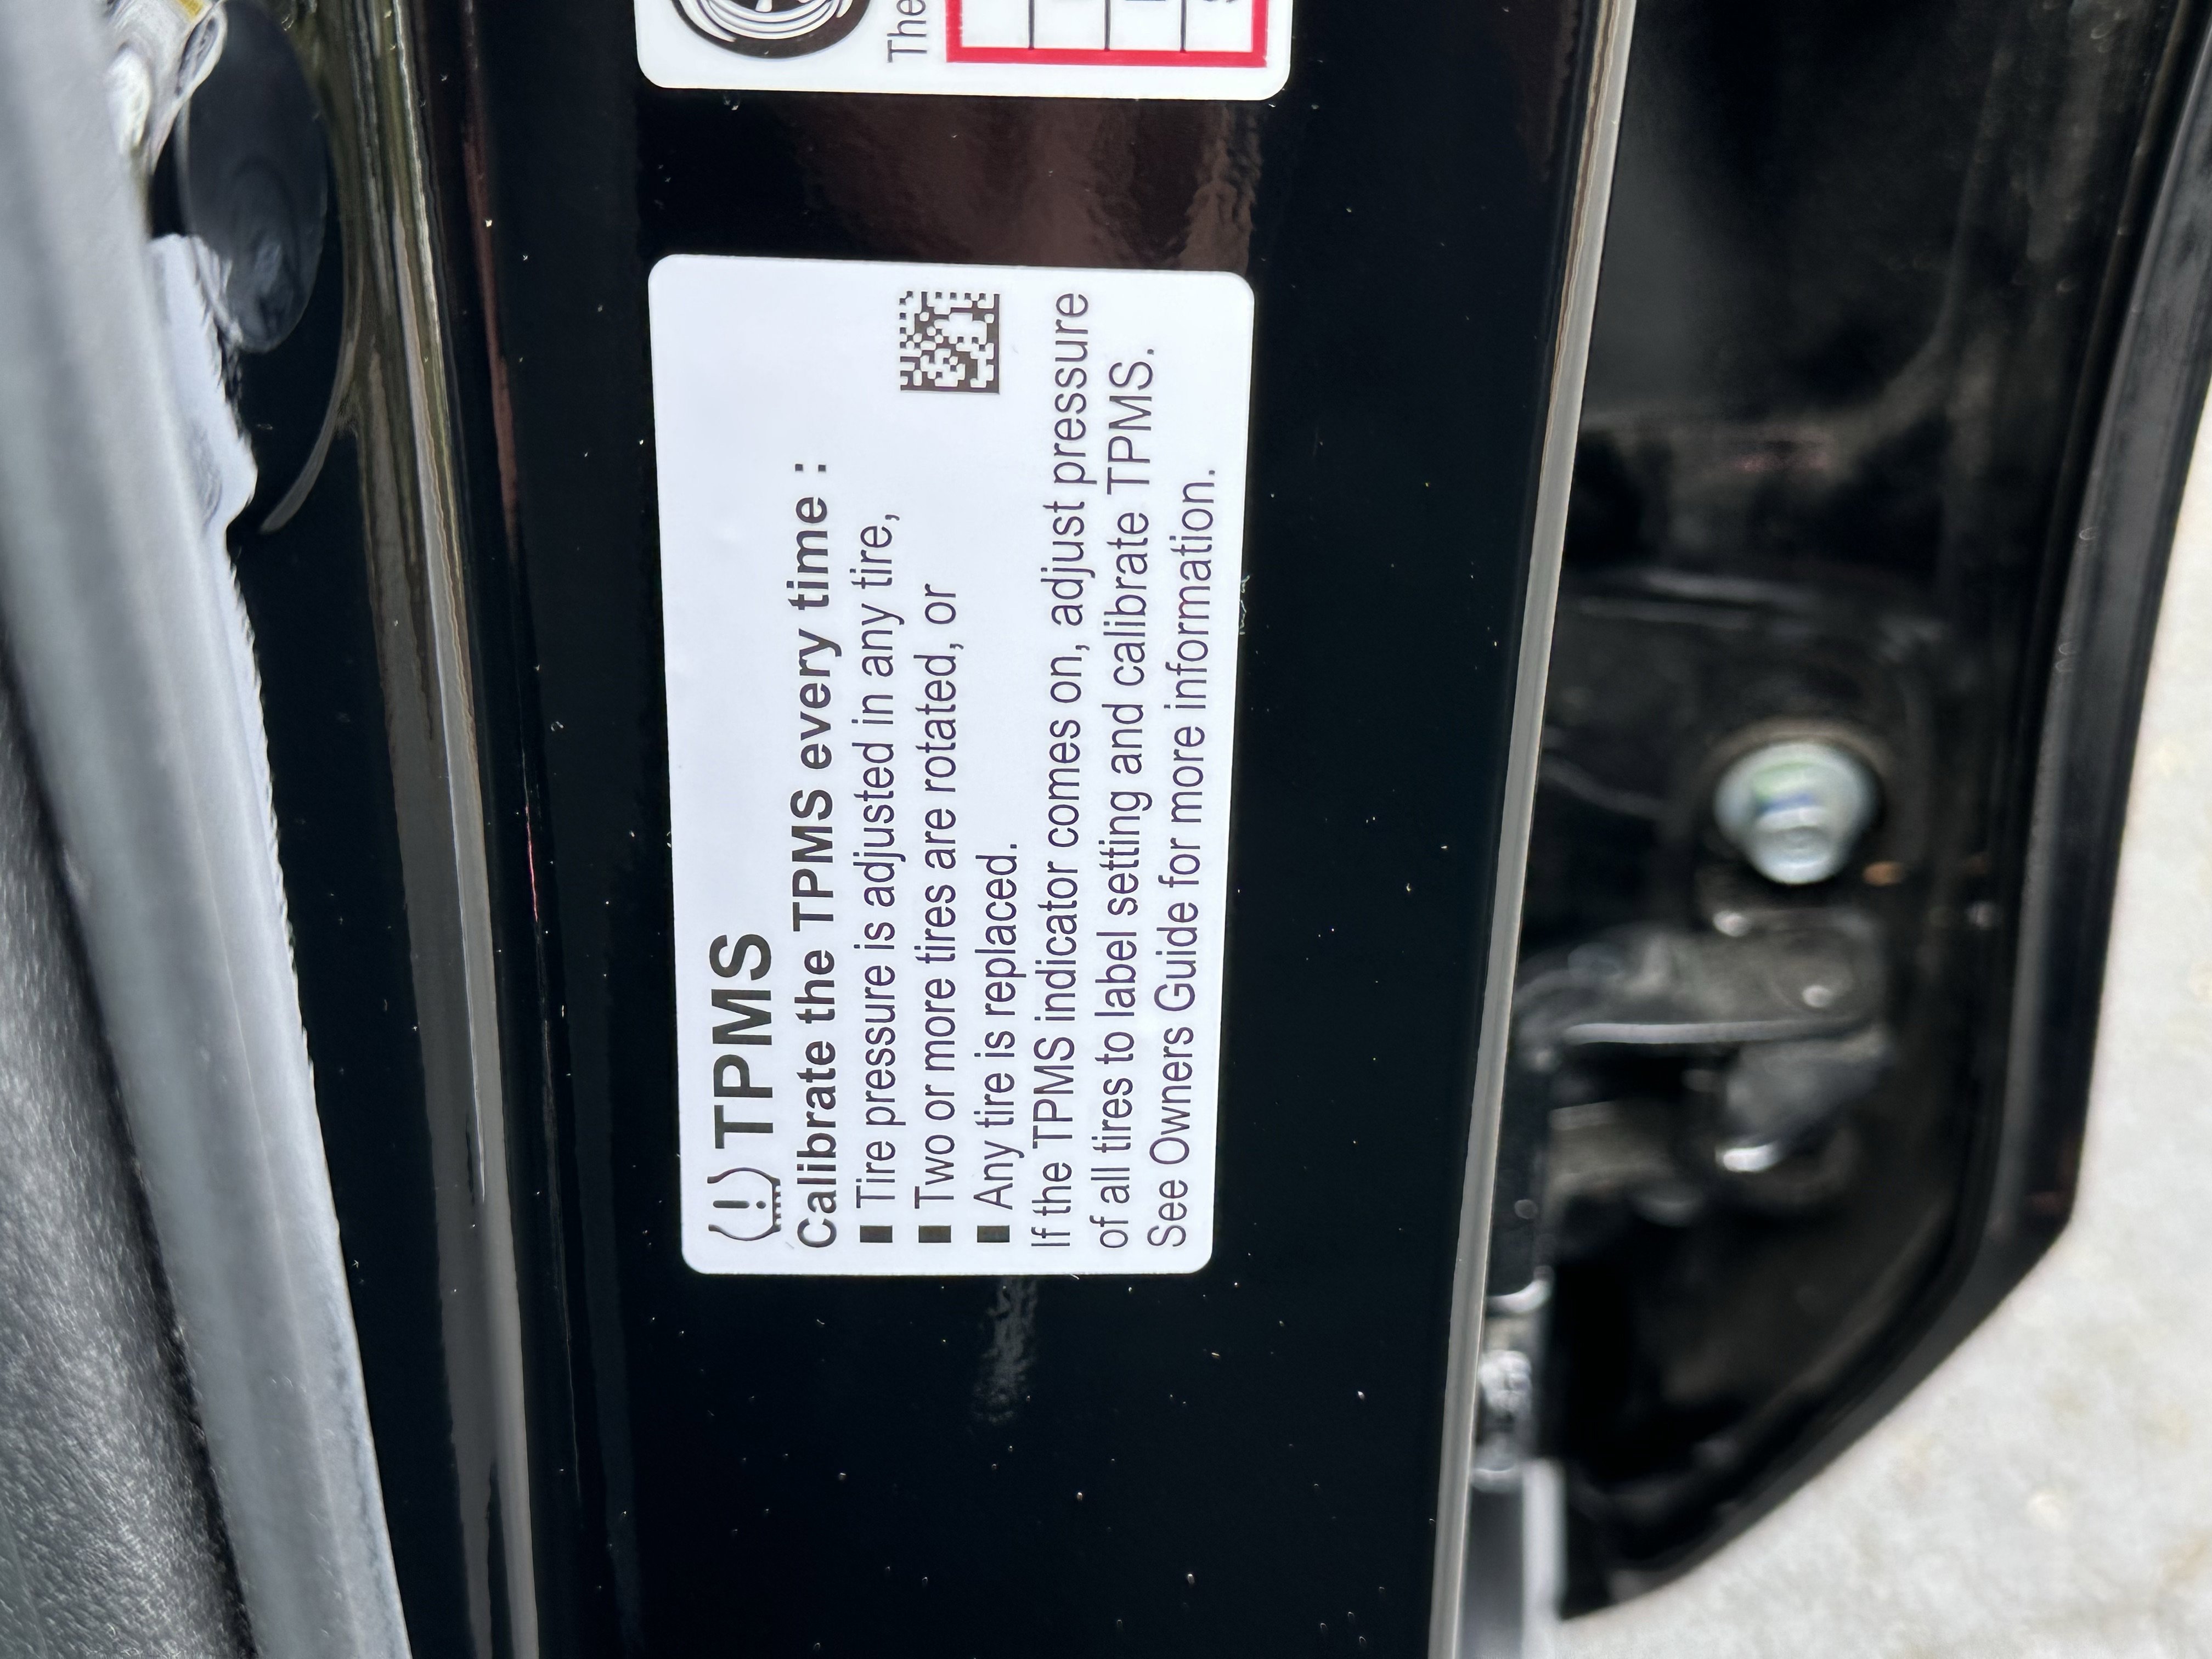 The
TPMS
Calibrate the TPMS every time :
■ Tire pressure is adjusted in any tire,
■ Two or more tires are rotated, or
■ Any tire is replaced.
If the TPMS indicator comes on, adjust pressure
of all tires to label setting and calibrate TPMS.
See Owners Guide for more information.